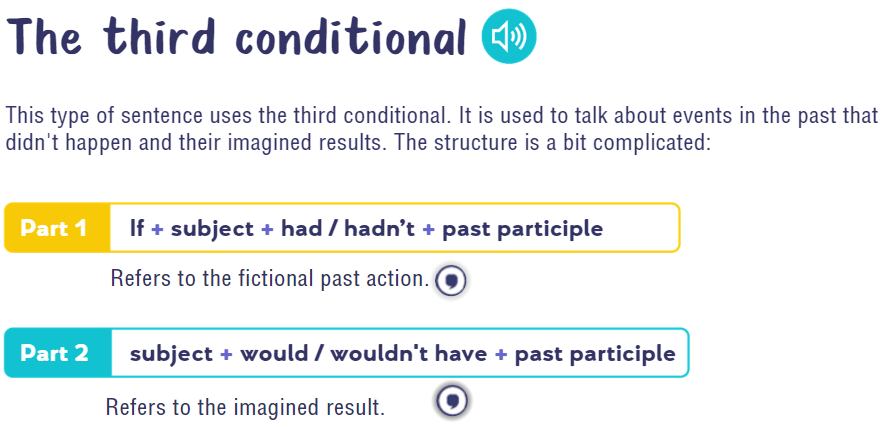 The third conditional
This type of sentence uses the third conditional. It is used to talk about events in the past that
didn't happen and their imagined results. The structure is a bit complicated:
Part 1 If + subject + had / hadn’t + past participle
Refers to the fictional past action.
Part 2 subject + would / wouldn't have + past participle
Refers to the imagined result.